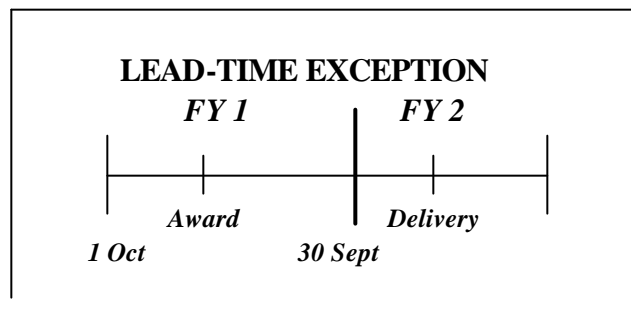 LEAD-TIME EXCEPTION
FY 1 FY 2
Award Delivery
1 Oct 30 Sept